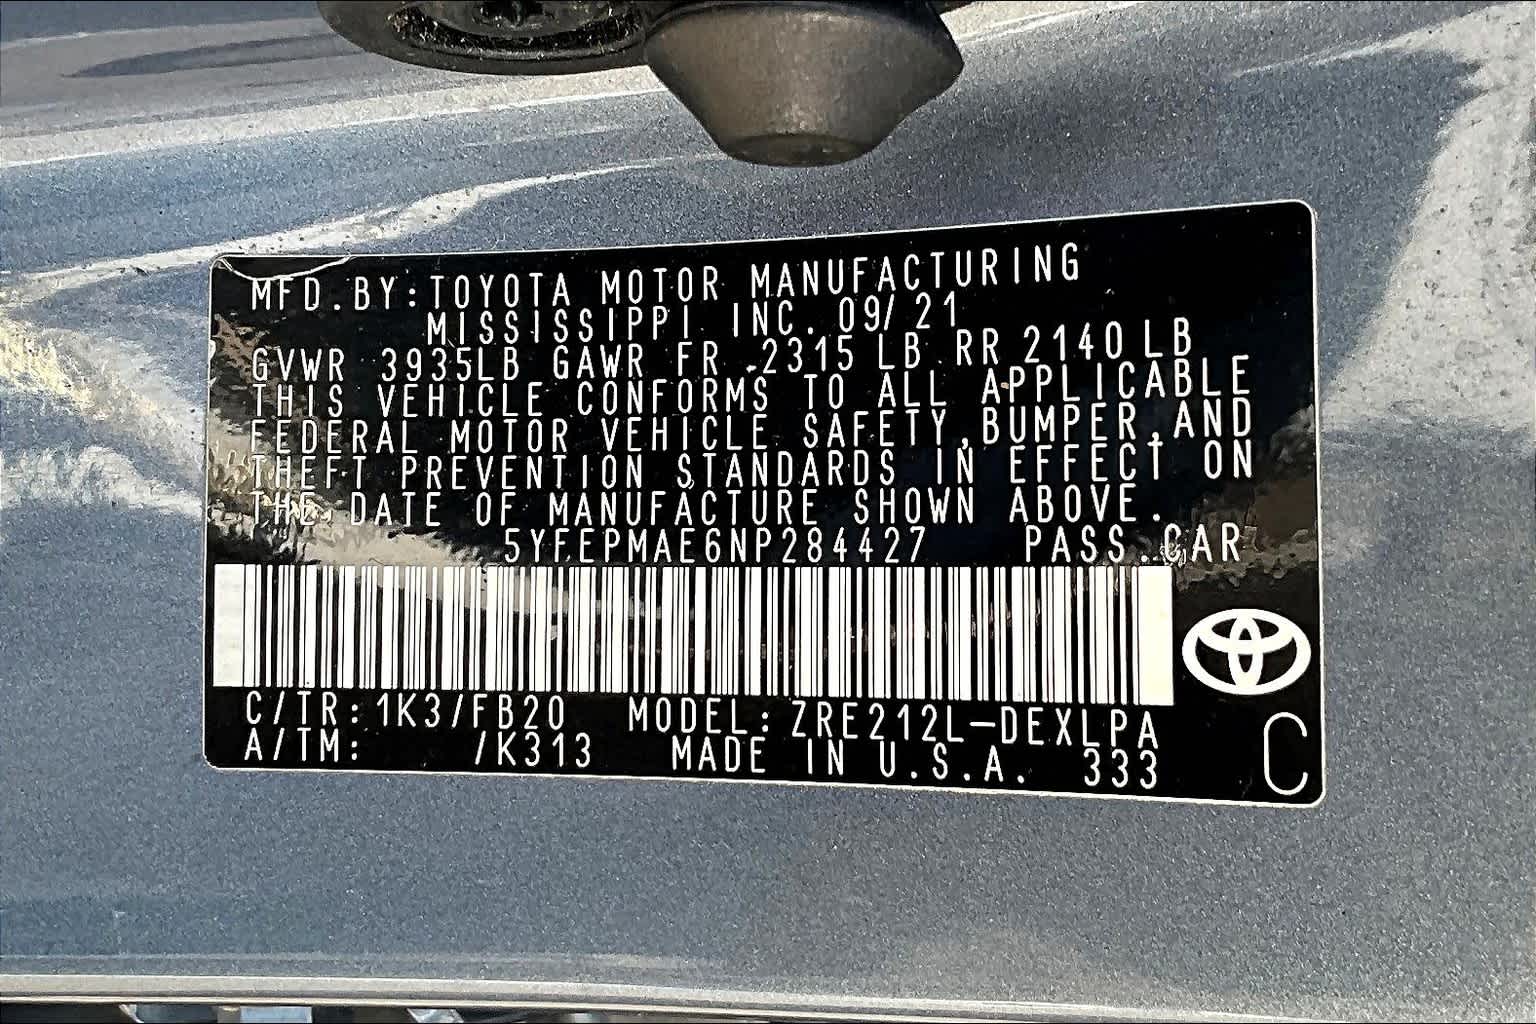 MFD.BY:TOYOTA MOTOR MANUFACTURING
MISSISSIPPI INC. 09/21
GVWR 3935LB GAWR FR 2315 LB RR 2140 LB
THIS VEHICLE CONFORMS TO ALL APPLICABLE
FEDERAL MOTOR VEHICLE SAFETY,BUMPER,AND
THEFT PREVENTION STANDARDS IN EFFECT ON
THE DATE OF MANUFACTURE SHOWN ABOVE.
5YFEPMAE6NP284427 PASS.CAR
C/TR: 1K3/FB20 MODEL: ZRE212L-DEXLPA
A/TM: /K313 MADE IN U.S.A. 333
C